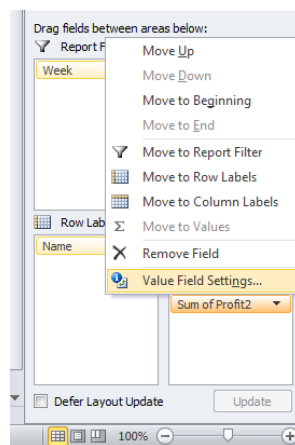 Drag fields between areas below:
Report F
Week
Move Up
Move Down
Move to Beginning
Move to End
Move to Report Filter
Move to Row Labels
Move to Column Labels
Σ Move to Values
Remove Field
Value Field Settings...
Row Lab
Name
Sum of Profit2
Defer Layout Update
Update
100%